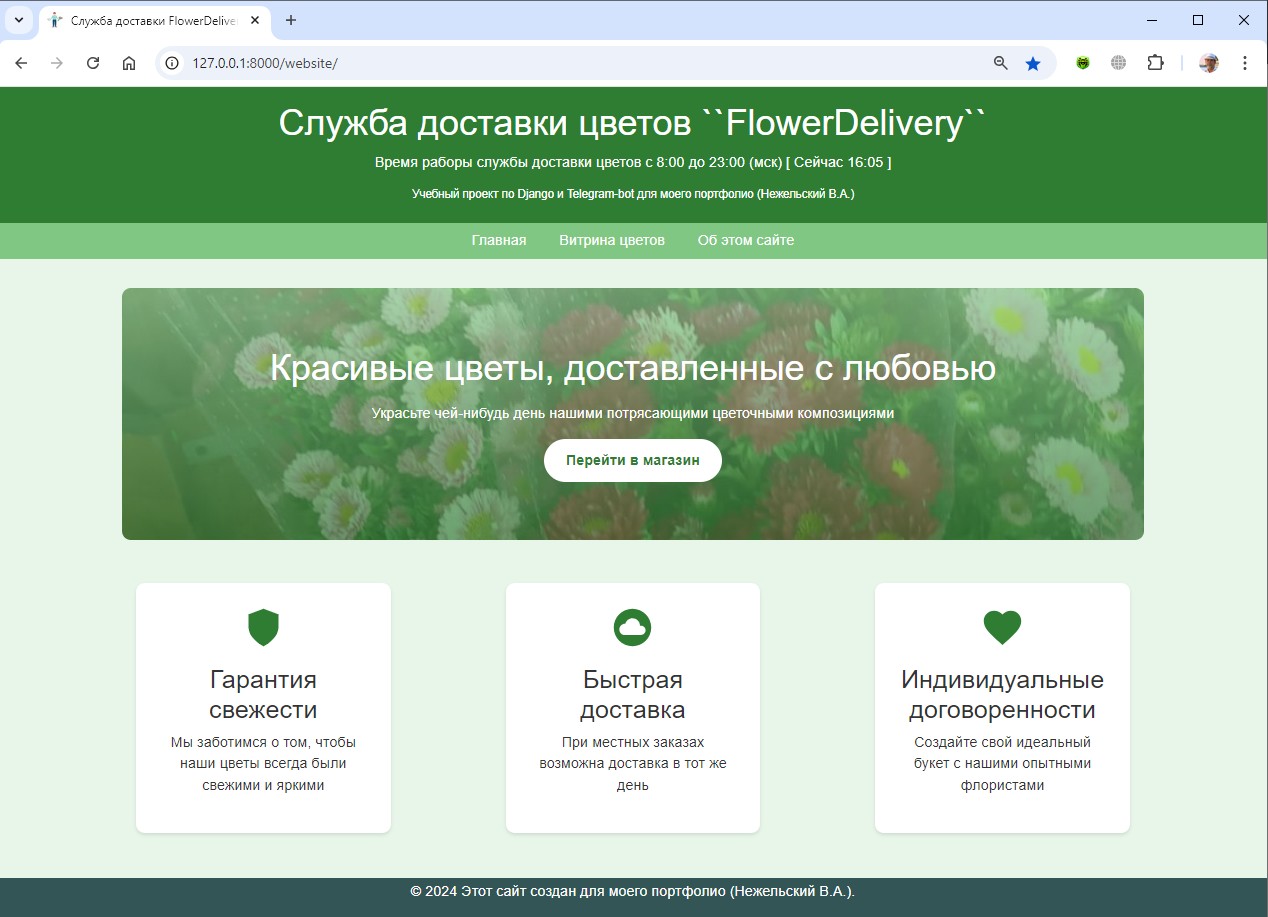 Служба доставки FlowerDelive
127.0.0.1:8000/website/
Служба доставки цветов ``FlowerDelivery``
Время раборы службы доставки цветов с 8:00 до 23:00 (мск) [ Сейчас 16:05 ]
Учебный проект по Django и Telegram-bot для моего портфолио (Нежельский В.А.)
Главная Витрина цветов Об этом сайте
Красивые цветы, доставленные с любовью
Украсьте чей-нибудь день нашими потрясающими цветочными композициями
Перейти в магазин
Гарантия
свежести
Мы заботимся о том, чтобы
наши цветы всегда были
свежими и яркими
Быстрая
доставка
При местных заказах
возможна доставка в тот же
день
Индивидуальные
договоренности
Создайте свой идеальный
букет с нашими опытными
флористами
© 2024 Этот сайт создан для моего портфолио (Нежельский В.А.).